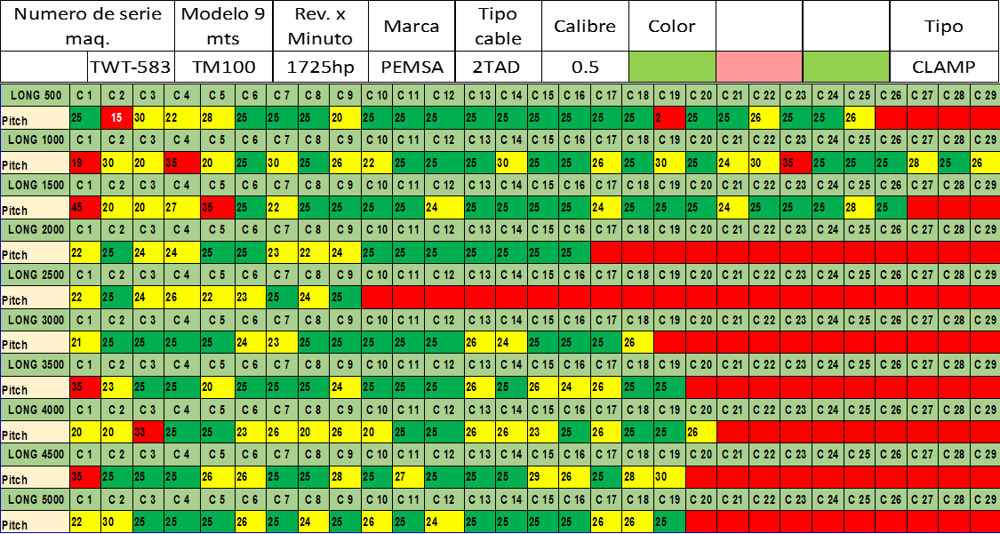 Numero de serie maq. Modelo 9 mts Rev. x Minuto Marca Tipo cable Calibre Color Tipo
TWT-583 TM100 1725hp PEMSA 2TAD 0.5 CLAMP
LONG 500 C 1 C 2 C 3 C 4 C 5 C 6 C 7 C 8 C 9 C 10 C 11 C 12 C 13 C 14 C 15 C 16 C 17 C 18 C 19 C 20 C 21 C 22 C 23 C 24 C 25 C 26 C 27 C 28 C 29
Pitch 25 15 30 22 28 25 25 25 20 25 25 25 25 25 25 25 25 25 2 25 25 26 25 25 26
LONG 1000 C 1 C 2 C 3 C 4 C 5 C 6 C 7 C 8 C 9 C 10 C 11 C 12 C 13 C 14 C 15 C 16 C 17 C 18 C 19 C 20 C 21 C 22 C 23 C 24 C 25 C 26 C 27 C 28 C 29
Pitch 19 30 20 35 20 25 30 25 26 22 25 25 25 30 25 25 26 25 30 25 24 30 35 25 25 25 28 25 26
LONG 1500 C 1 C 2 C 3 C 4 C 5 C 6 C 7 C 8 C 9 C 10 C 11 C 12 C 13 C 14 C 15 C 16 C 17 C 18 C 19 C 20 C 21 C 22 C 23 C 24 C 25 C 26 C 27 C 28 C 29
Pitch 45 20 20 27 35 25 22 25 25 25 25 24 25 25 25 25 24 25 25 25 24 25 25 25 28 25
LONG 2000 C 1 C 2 C 3 C 4 C 5 C 6 C 7 C 8 C 9 C 10 C 11 C 12 C 13 C 14 C 15 C 16 C 17 C 18 C 19 C 20 C 21 C 22 C 23 C 24 C 25 C 26 C 27 C 28 C 29
Pitch 22 25 24 24 25 25 23 22 24 25 25 25 25 25 25 25
LONG 2500 C 1 C 2 C 3 C 4 C 5 C 6 C 7 C 8 C 9 C 10 C 11 C 12 C 13 C 14 C 15 C 16 C 17 C 18 C 19 C 20 C 21 C 22 C 23 C 24 C 25 C 26 C 27 C 28 C 29
Pitch 22 25 24 26 22 23 25 24 25
LONG 3000 C 1 C 2 C 3 C 4 C 5 C 6 C 7 C 8 C 9 C 10 C 11 C 12 C 13 C 14 C 15 C 16 C 17 C 18 C 19 C 20 C 21 C 22 C 23 C 24 C 25 C 26 C 27 C 28 C 29
Pitch 21 25 25 25 25 24 23 25 25 25 25 25 26 24 25 25 25 26
LONG 3500 C 1 C 2 C 3 C 4 C 5 C 6 C 7 C 8 C 9 C 10 C 11 C 12 C 13 C 14 C 15 C 16 C 17 C 18 C 19 C 20 C 21 C 22 C 23 C 24 C 25 C 26 C 27 C 28 C 29
Pitch 35 23 25 25 20 25 25 25 24 25 25 25 26 25 26 24 26 25 25
LONG 4000 C 1 C 2 C 3 C 4 C 5 C 6 C 7 C 8 C 9 C 10 C 11 C 12 C 13 C 14 C 15 C 16 C 17 C 18 C 19 C 20 C 21 C 22 C 23 C 24 C 25 C 26 C 27 C 28 C 29
Pitch 20 20 33 25 25 23 26 20 26 20 25 25 26 26 23 25 26 25 25 26
LONG 4500 C 1 C 2 C 3 C 4 C 5 C 6 C 7 C 8 C 9 C 10 C 11 C 12 C 13 C 14 C 15 C 16 C 17 C 18 C 19 C 20 C 21 C 22 C 23 C 24 C 25 C 26 C 27 C 28 C 29
Pitch 35 25 25 25 26 26 25 25 28 25 27 25 25 25 29 26 25 28 30
LONG 5000 C 1 C 2 C 3 C 4 C 5 C 6 C 7 C 8 C 9 C 10 C 11 C 12 C 13 C 14 C 15 C 16 C 17 C 18 C 19 C 20 C 21 C 22 C 23 C 24 C 25 C 26 C 27 C 28 C 29
Pitch 22 30 25 25 25 26 25 24 25 26 25 24 25 25 25 25 26 26 25